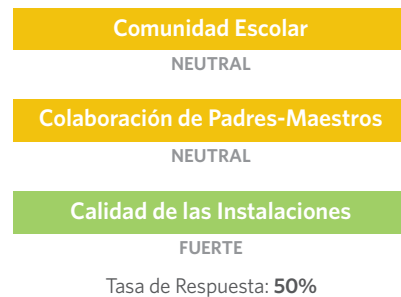 Comunidad Escolar
NEUTRAL
Colaboración de Padres-Maestros
NEUTRAL
Calidad de las Instalaciones
FUERTE
Tasa de Respuesta: 50%